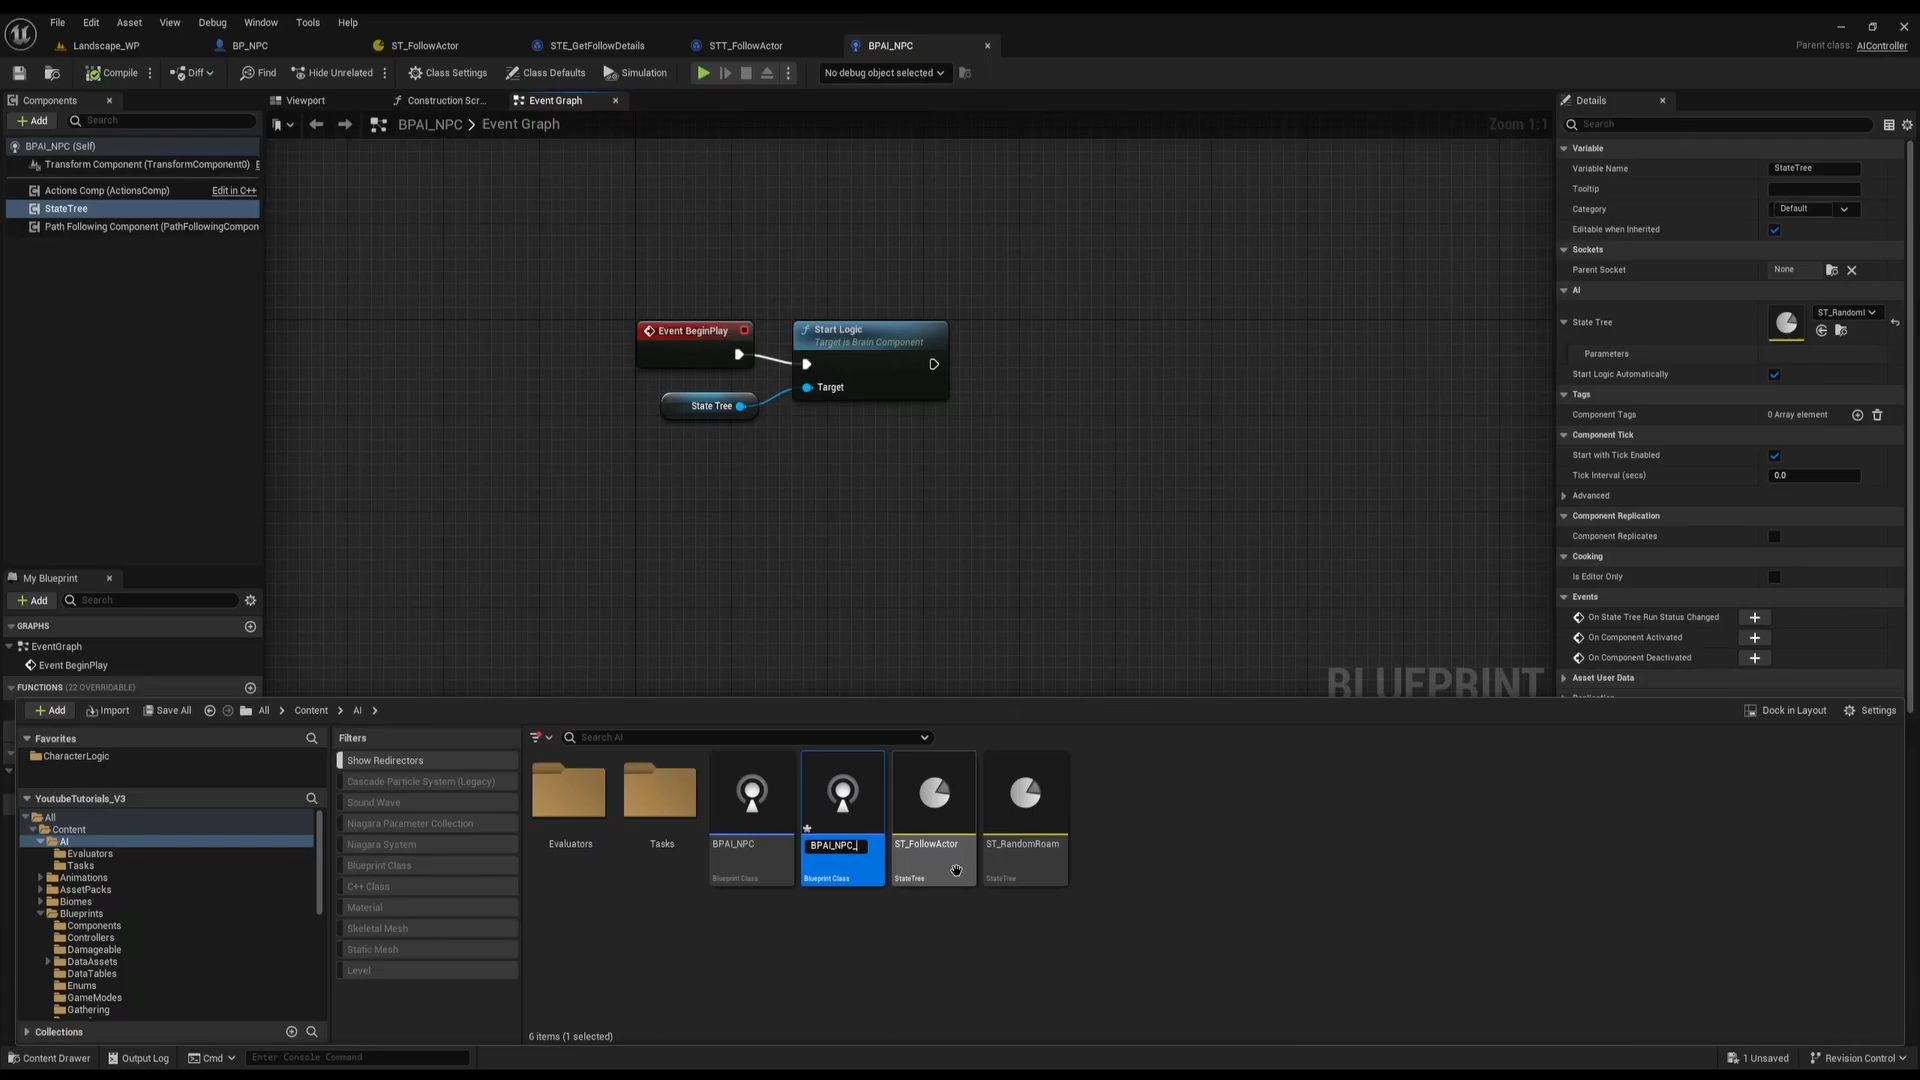 File Edit Asset View Debug Window Tools Help
Landscape_WP BP_NPC ST_FollowActor STE_GetFollowDetails STT_FollowActor BPAI_NPC
Parent class: AIController
Compile Diff Find Hide Unrelated Class Settings Class Defaults Simulation No debug object selected
Components
Add Search
BPAI_NPC (Self)
Transform Component (TransformComponent0) E
Actions Comp (ActionsComp) Edit in C++
StateTree
Path Following Component (PathFollowingCompon
My Blueprint
Add Search
GRAPHS
EventGraph
Event BeginPlay
FUNCTIONS (22 OVERRIDABLE)
Viewport Construction Scr... Event Graph
BPAI_NPC > Event Graph
Zoom 1:1
Event BeginPlay
Start Logic
Target is Brain Component
Target
State Tree
BLUEPRINT
Details
Search
Variable
Variable Name StateTree
Tooltip
Category Default
Editable when Inherited
Sockets
Parent Socket None
AI
State Tree ST_RandomI
Parameters
Start Logic Automatically
Tags
Component Tags 0 Array element
Component Tick
Start with Tick Enabled
Tick Interval (secs) 0.0
Advanced
Component Replication
Component Replicates
Cooking
Is Editor Only
Events
On State Tree Run Status Changed
On Component Activated
On Component Deactivated
Asset User Data
Add Import Save All All > Content > AI >
Dock in Layout Settings
Favorites
CharacterLogic
YoutubeTutorials_V3
All
Content
AI
Evaluators
Tasks
Animations
AssetPacks
Biomes
Blueprints
Components
Controllers
Damageable
DataAssets
DataTables
Enums
GameModes
Gathering
Collections
Filters
Show Redirectors
Cascade Particle System (Legacy)
Sound Wave
Niagara Parameter Collection
Niagara System
Blueprint Class
C++ Class
Material
Skeletal Mesh
Static Mesh
Level
Search AI
Evaluators
Tasks
BPAI_NPC
Blueprint Class
BPAI_NPC_
Blueprint Class
ST_FollowActor
StateTree
ST_RandomRoam
StateTree
6 items (1 selected)
Content Drawer Output Log Cmd Enter Console Command
1 Unsaved Revision Control